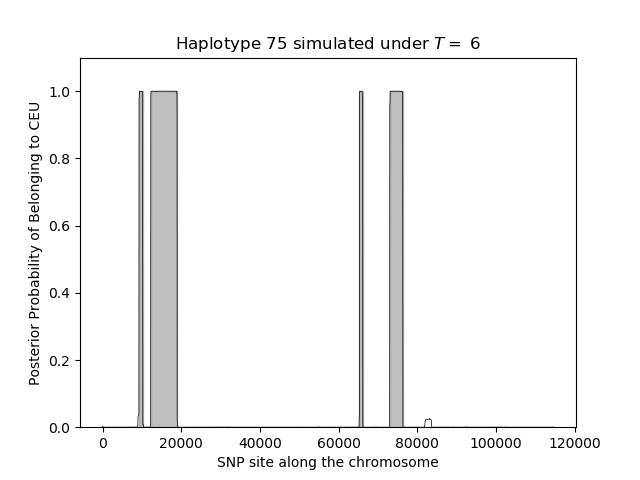 Haplotype 75 simulated under T = 6
Posterior Probability of Belonging to CEU
1.0
0.8
0.6
0.4
0.2
0.0
0 20000 40000 60000 80000 100000 120000
SNP site along the chromosome